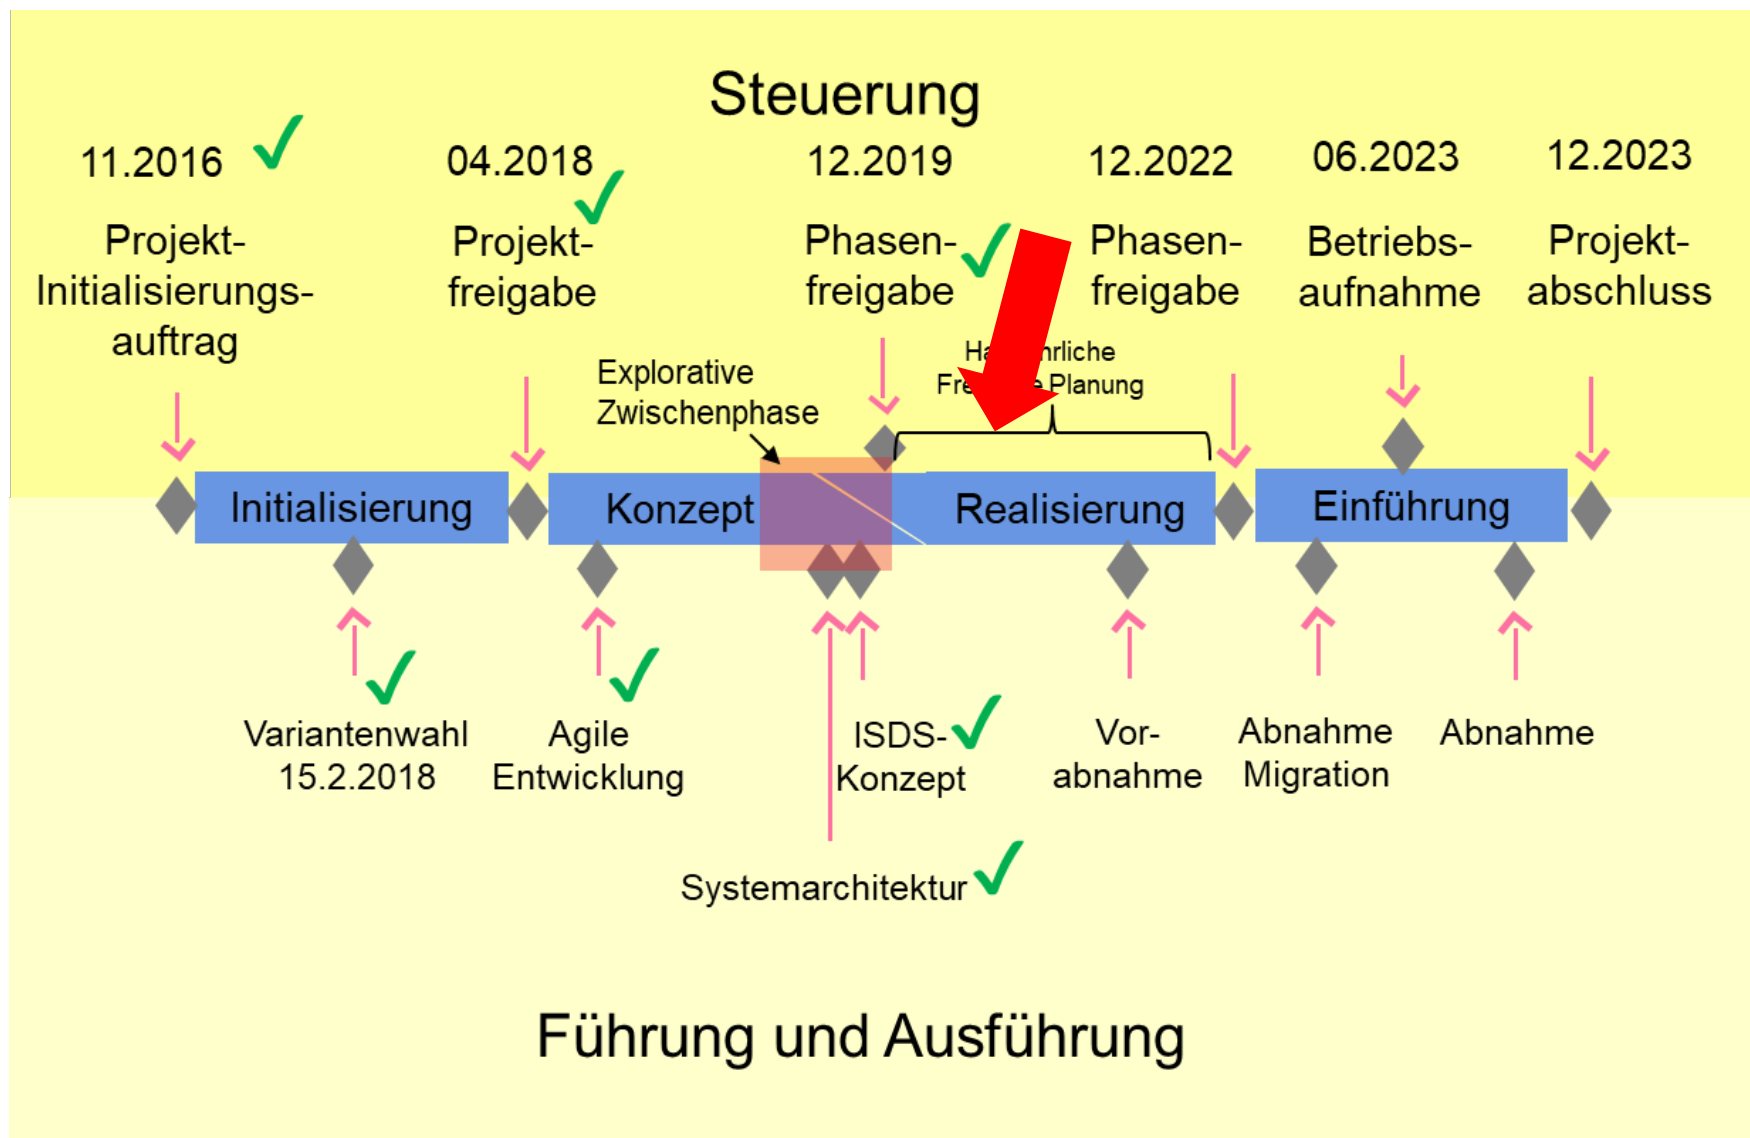 Steuerung
11.2016
04.2018
12.2019
12.2022
06.2023
12.2023
Projekt-
Initialisierungs-
auftrag
Projekt-
freigabe
Phasen-
freigabe
Phasen-
freigabe
Betriebs-
aufnahme
Projekt-
abschluss
Explorative
Zwischenphase
Planung
Initialisierung
Konzept
Realisierung
Einführung
Variantenwahl
15.2.2018
Agile
Entwicklung
ISDS-
Konzept
Vor-
abnahme
Abnahme
Migration
Abnahme
Systemarchitektur
Führung und Ausführung